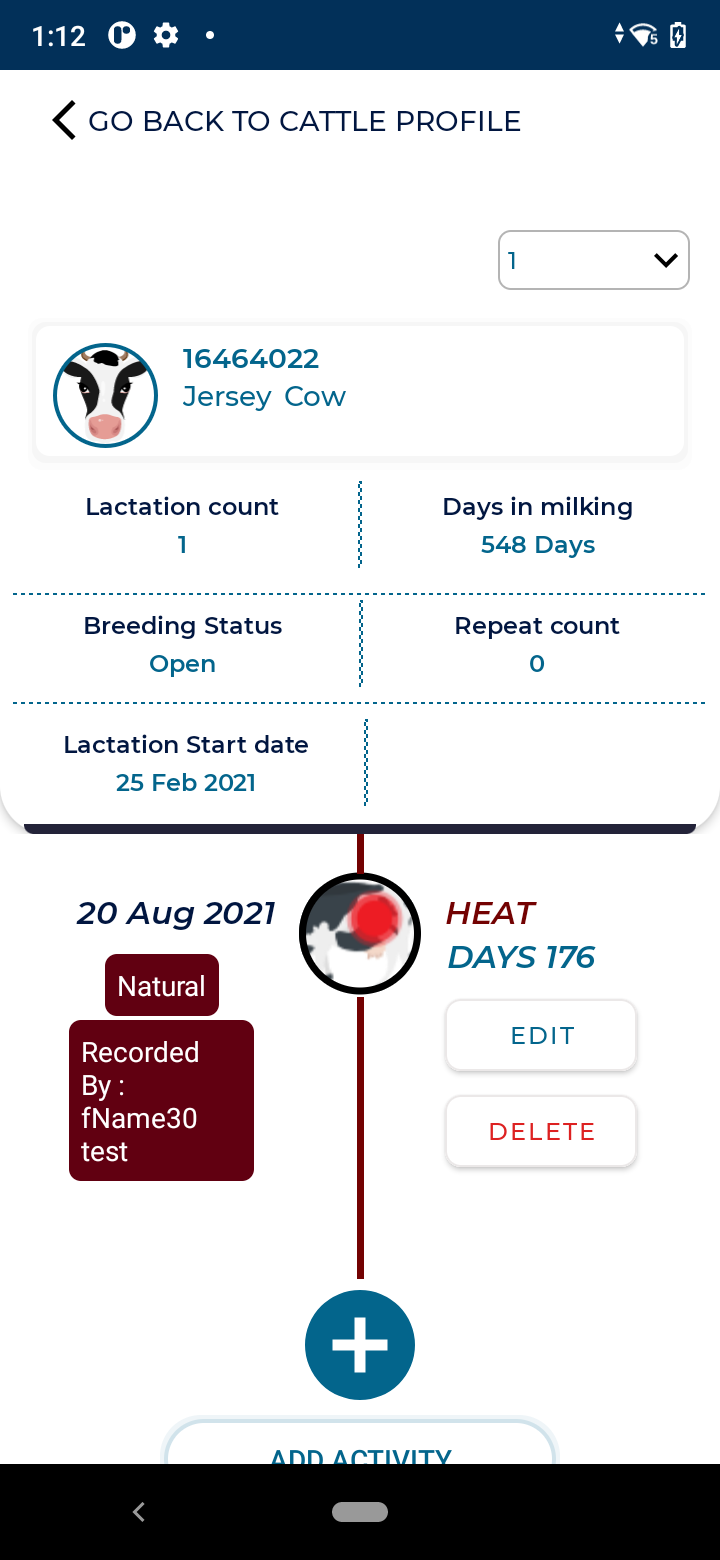 1:12
5
GO BACK TO CATTLE PROFILE
1
16464022
Jersey Cow
Lactation count
1
Days in milking
548 Days
Breeding Status
Open
Repeat count
0
Lactation Start date
25 Feb 2021
20 Aug 2021
HEAT
DAYS 176
Natural
Recorded
By :
fName30
test
EDIT
DELETE
ADD ACTIVITY